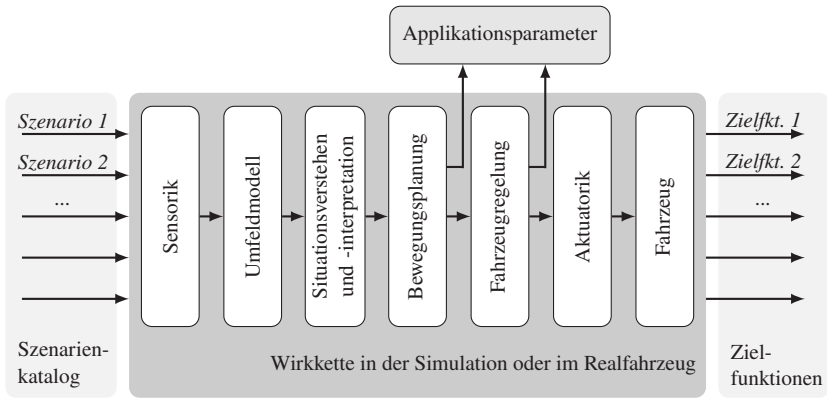 Applikationsparameter
Szenario 1
Szenario 2
...
Sensorik
Umfeldmodell
Situationsverstehen
und -interpretation
Bewegungsplanung
Fahrzeugregelung
Aktuatorik
Fahrzeug
Zielfkt. 1
Zielfkt. 2
...
Szenarien-
katalog
Wirkkette in der Simulation oder im Realfahrzeug
Ziel-
funktionen